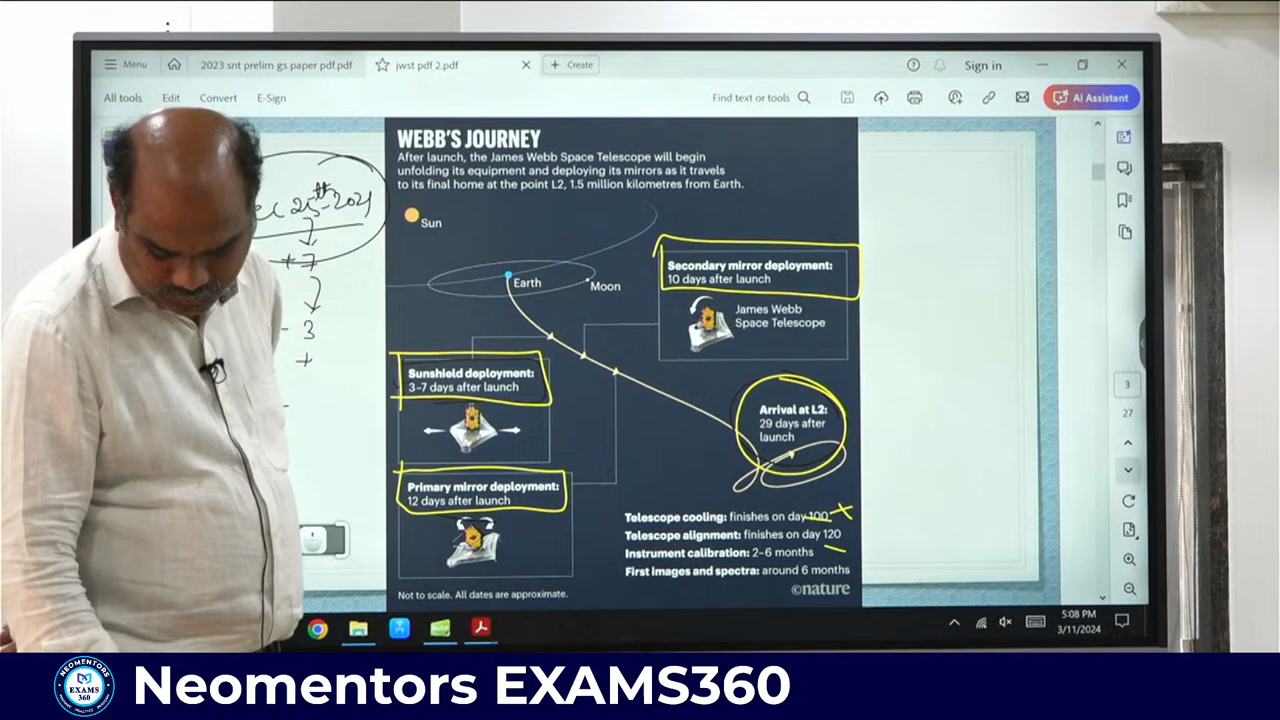 Menu
2023 snt prelim gs paper pdf.pdf
jwst pdf 2.pdf
Create
Sign in
All tools
Edit
Convert
E-Sign
Find text or tools
AI Assistant
WEBB'S JOURNEY
After launch, the James Webb Space Telescope will begin
unfolding its equipment and deploying its mirrors as it travels
to its final home at the point L2, 1.5 million kilometres from Earth.
25th-2021
+ 7
3
+
Sun
Earth
Moon
Secondary mirror deployment:
10 days after launch
James Webb
Space Telescope
Sunshield deployment:
3–7 days after launch
Arrival at L2:
29 days after
launch
Primary mirror deployment:
12 days after launch
Telescope cooling: finishes on day 100
Telescope alignment: finishes on day 120
Instrument calibration: 2–6 months
First images and spectra: around 6 months
Not to scale. All dates are approximate.
©nature
3
27
5:08 PM
3/11/2024
NEOMENTORS
EXAMS
360
Neomentors EXAMS360